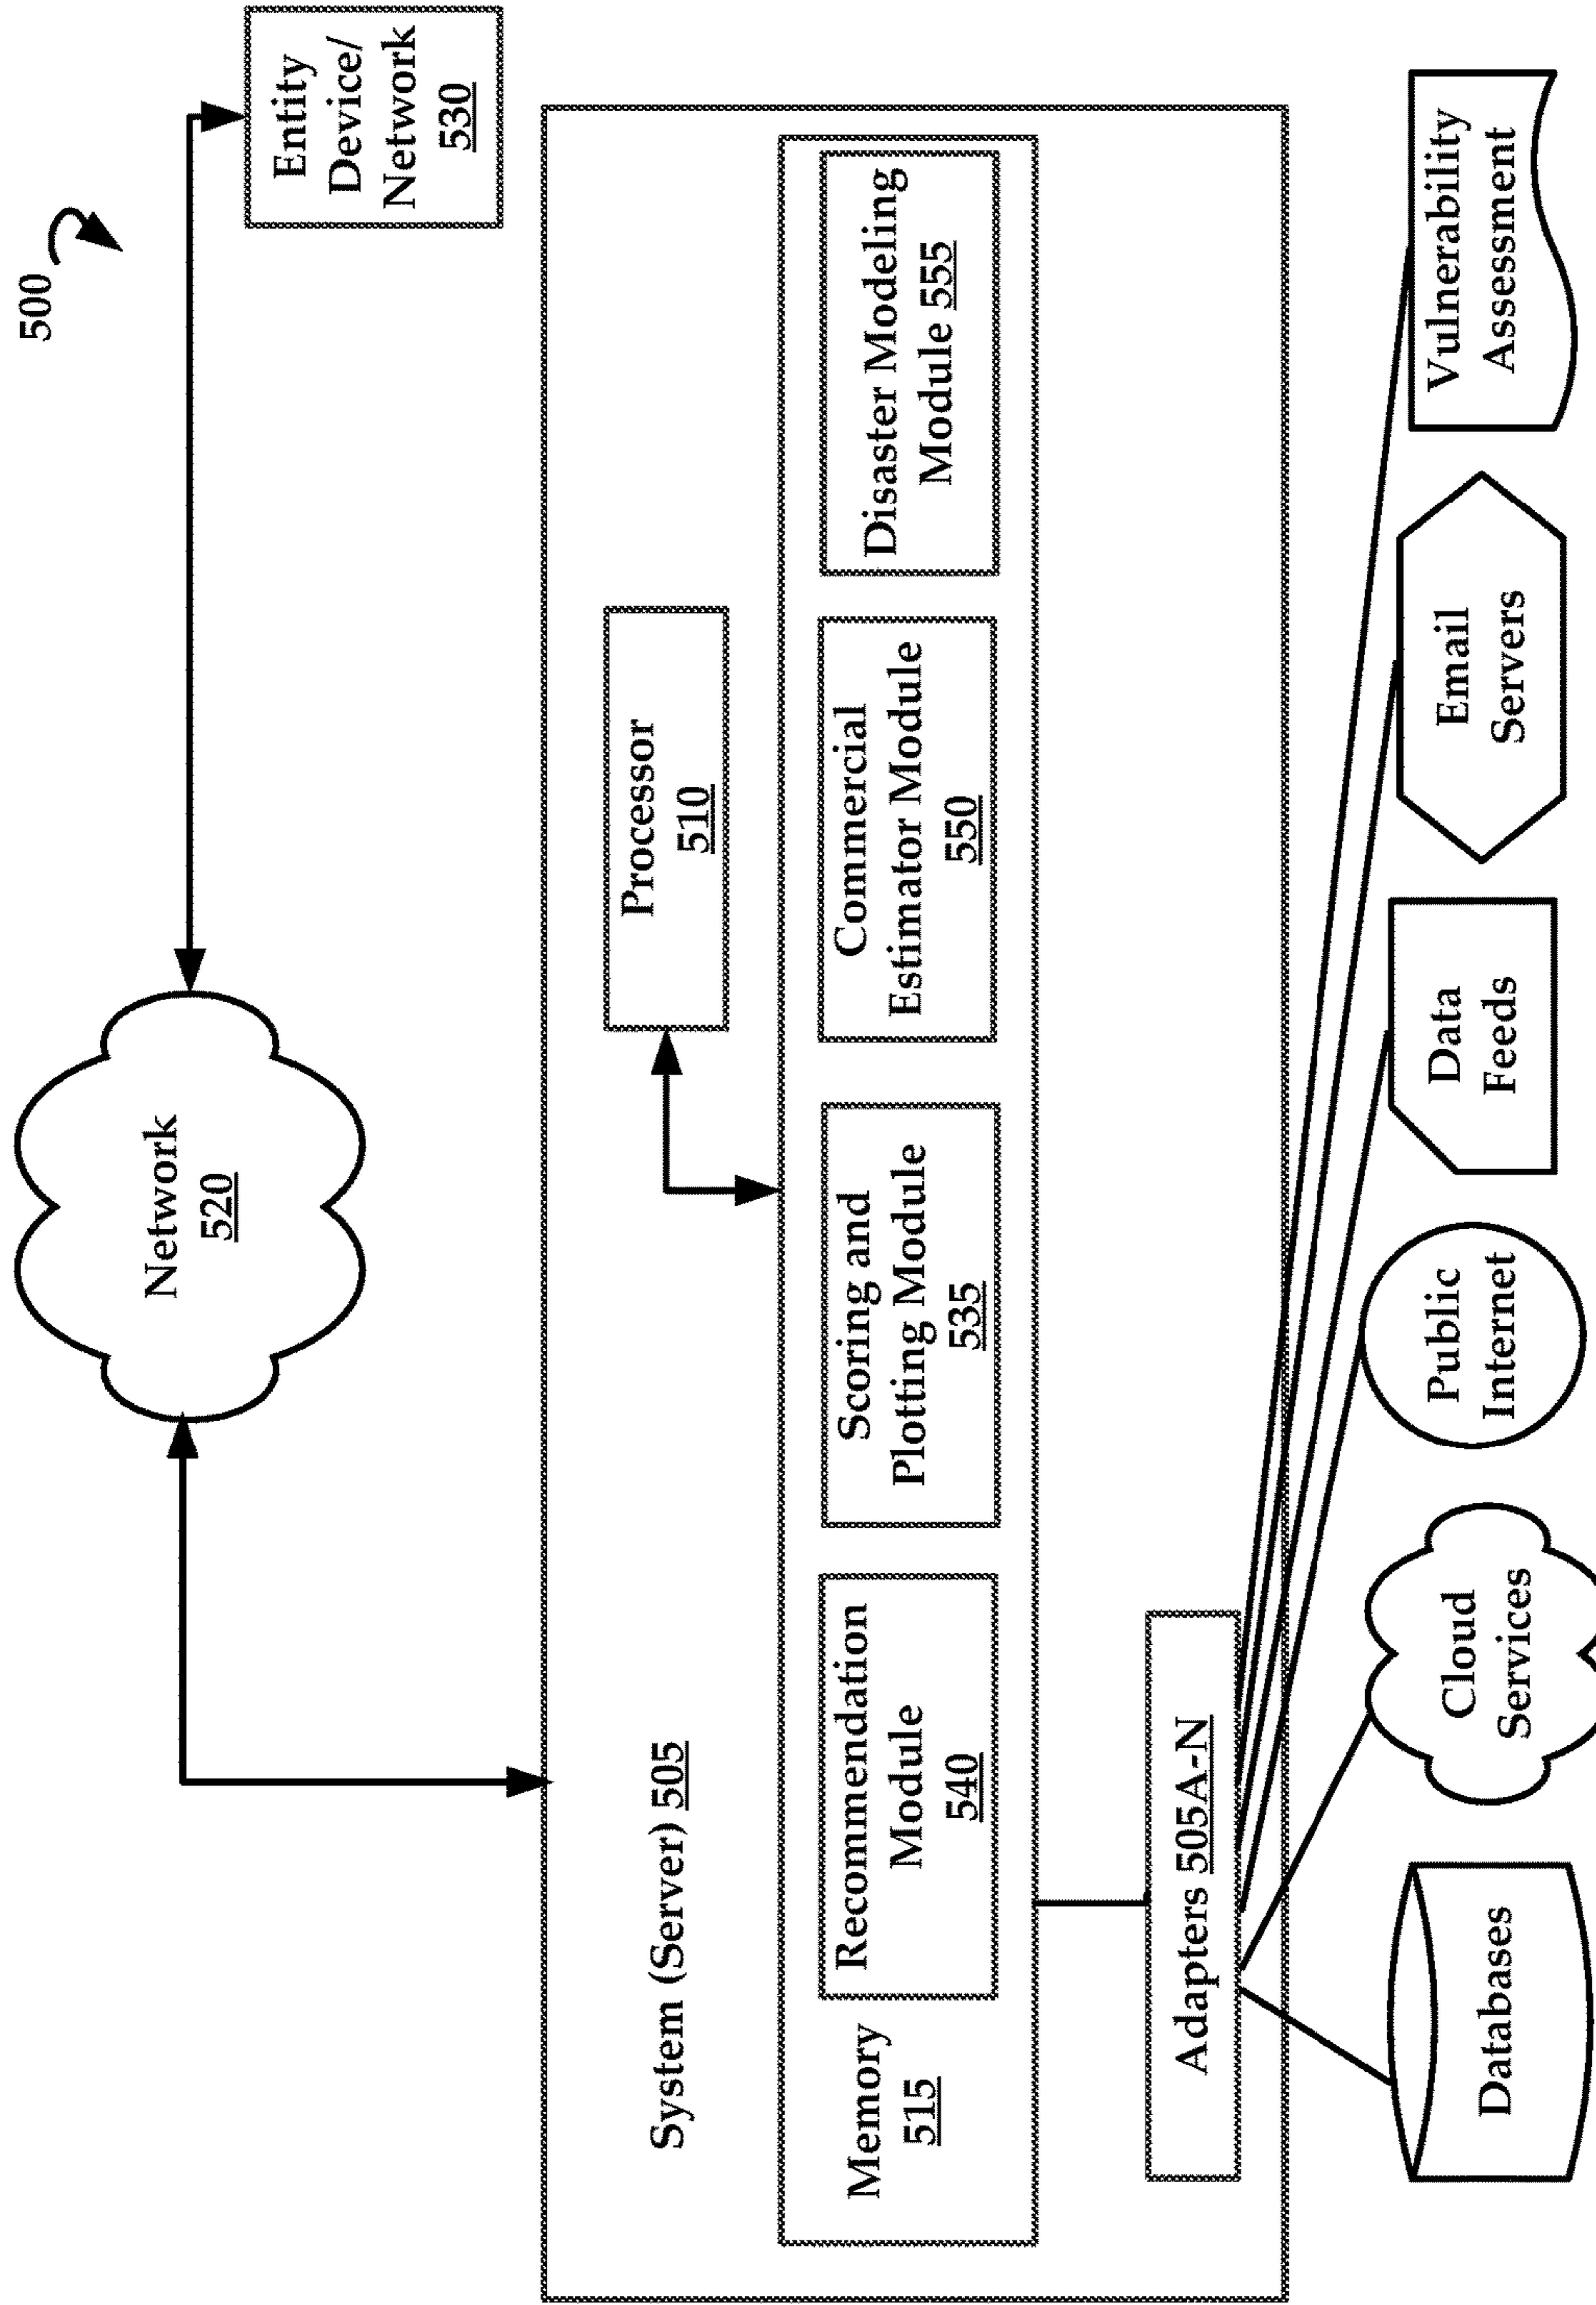 500
Network
520
Entity
Device/
Network
530
System (Server) 505
Processor
510
Memory
515
Recommendation
Module
540
Scoring and
Plotting Module
535
Commercial
Estimator Module
550
Disaster Modeling
Module 555
Adapters 505A-N
Databases
Cloud
Services
Public
Internet
Data
Feeds
Email
Servers
Vulnerability
Assessment